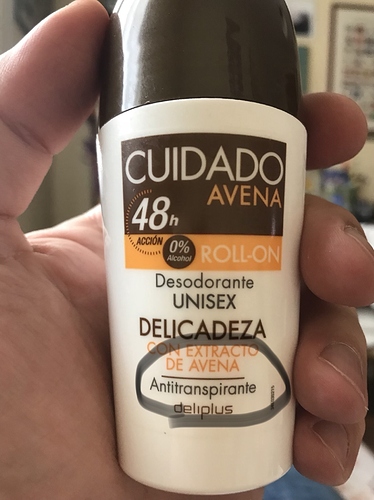 CUIDADO
AVENA
48h
ACCIÓN
0%
Alcohol
ROLL-ON
Desodorante
UNISEX
DELICADEZA
CON EXTRACTO
DE AVENA
Antitranspirante
deliplus